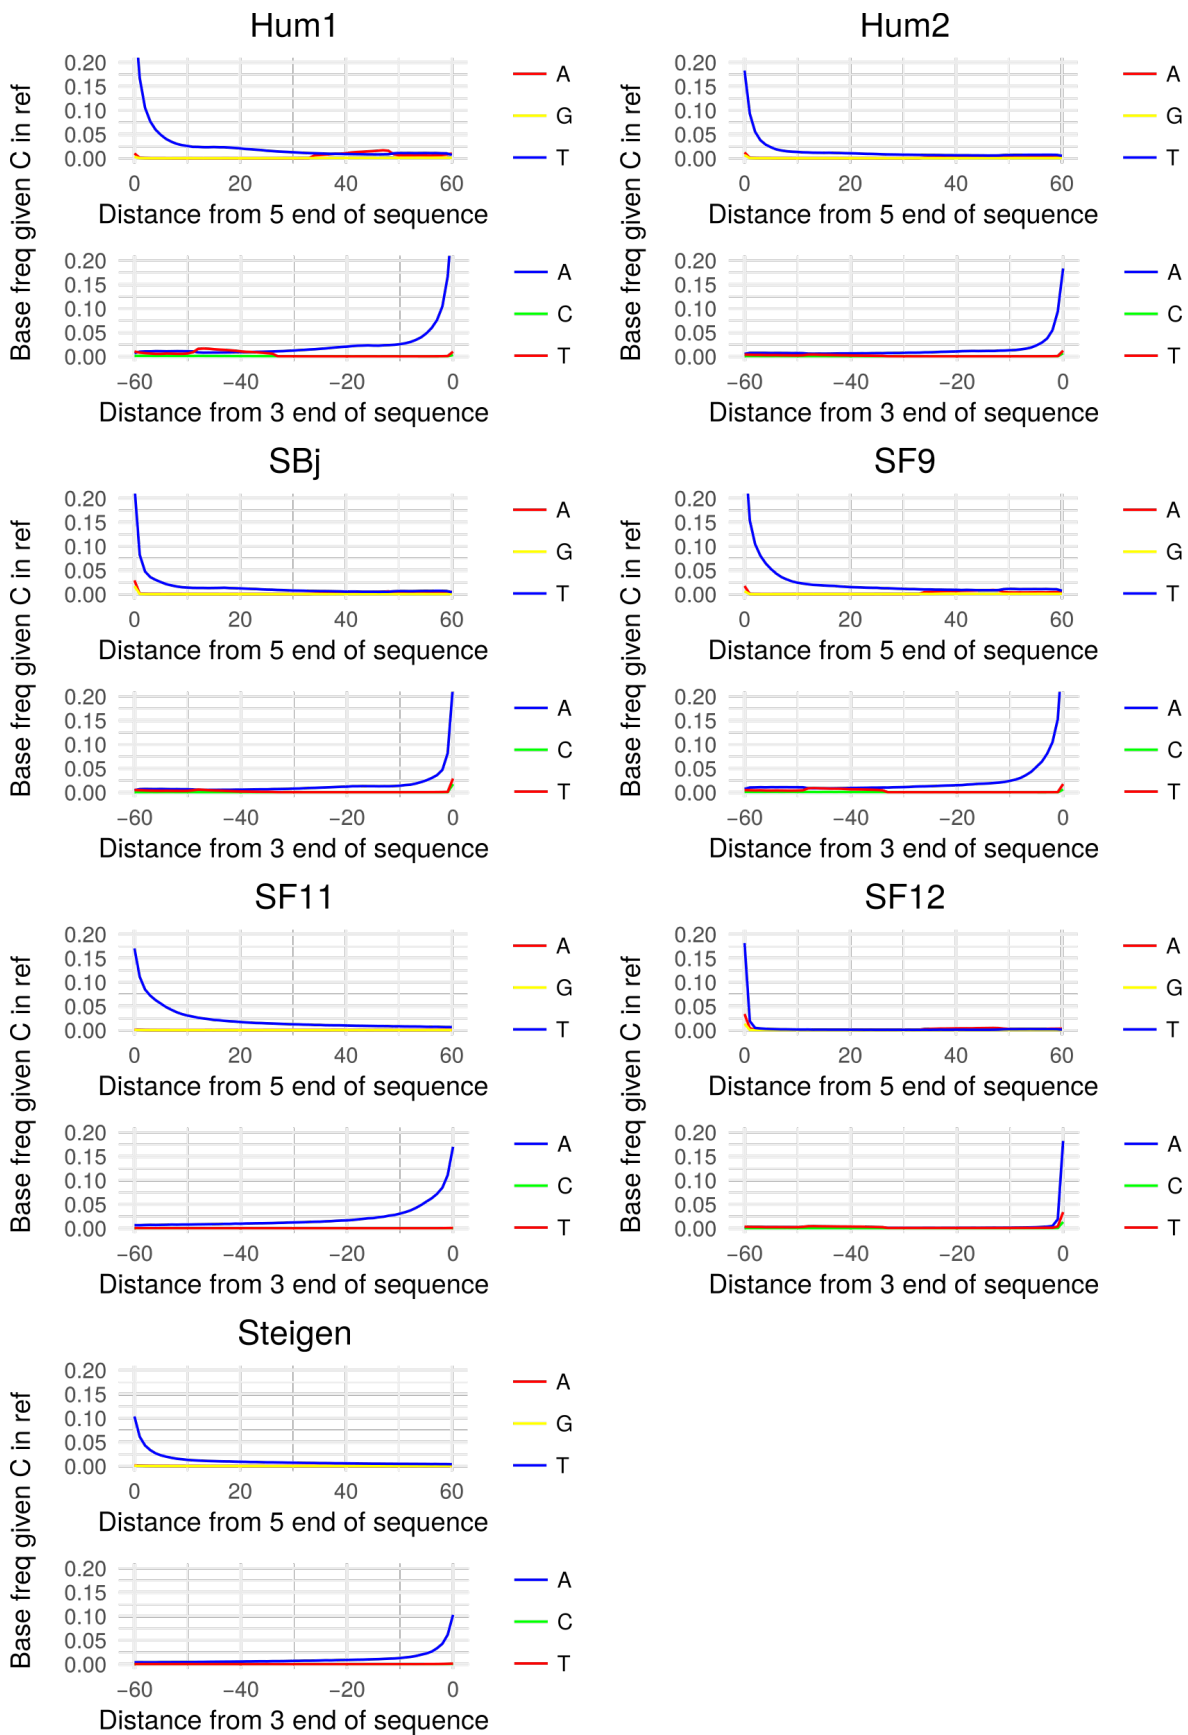 Hum1
Base freq given C in ref
0.20
0.15
0.10
0.05
0.00
0 20 40 60
Distance from 5 end of sequence
A
G
T
0.20
0.15
0.10
0.05
0.00
−60 −40 −20 0
Distance from 3 end of sequence
A
C
T
Hum2
Base freq given C in ref
0.20
0.15
0.10
0.05
0.00
0 20 40 60
Distance from 5 end of sequence
A
G
T
0.20
0.15
0.10
0.05
0.00
−60 −40 −20 0
Distance from 3 end of sequence
A
C
T
SBj
Base freq given C in ref
0.20
0.15
0.10
0.05
0.00
0 20 40 60
Distance from 5 end of sequence
A
G
T
0.20
0.15
0.10
0.05
0.00
−60 −40 −20 0
Distance from 3 end of sequence
A
C
T
SF9
Base freq given C in ref
0.20
0.15
0.10
0.05
0.00
0 20 40 60
Distance from 5 end of sequence
A
G
T
0.20
0.15
0.10
0.05
0.00
−60 −40 −20 0
Distance from 3 end of sequence
A
C
T
SF11
Base freq given C in ref
0.20
0.15
0.10
0.05
0.00
0 20 40 60
Distance from 5 end of sequence
A
G
T
0.20
0.15
0.10
0.05
0.00
−60 −40 −20 0
Distance from 3 end of sequence
A
C
T
SF12
Base freq given C in ref
0.20
0.15
0.10
0.05
0.00
0 20 40 60
Distance from 5 end of sequence
A
G
T
0.20
0.15
0.10
0.05
0.00
−60 −40 −20 0
Distance from 3 end of sequence
A
C
T
Steigen
Base freq given C in ref
0.20
0.15
0.10
0.05
0.00
0 20 40 60
Distance from 5 end of sequence
A
G
T
0.20
0.15
0.10
0.05
0.00
−60 −40 −20 0
Distance from 3 end of sequence
A
C
T